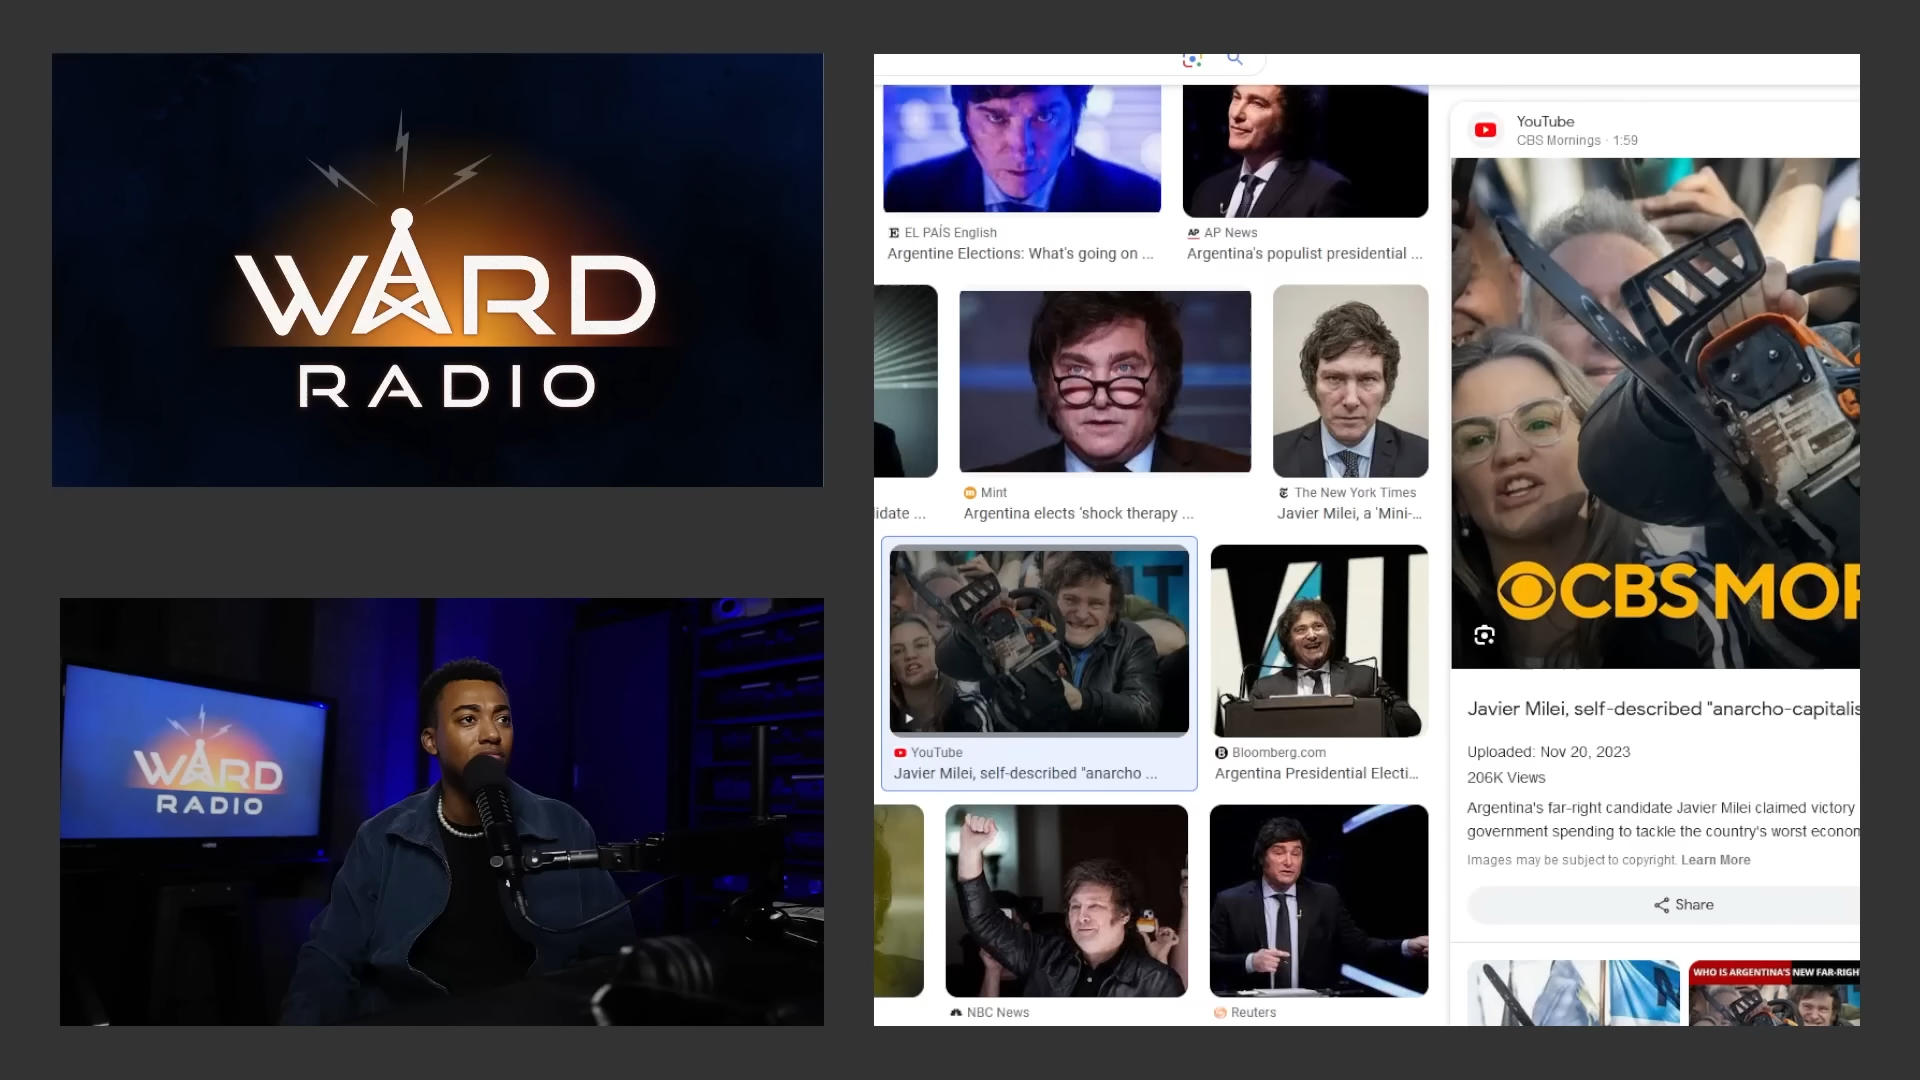 WARD
RADIO
WARD
RADIO
EL PAÍS English
Argentine Elections: What's going on ...
AP AP News
Argentina's populist presidential ...
idate ...
Mint
Argentina elects 'shock therapy ...
The New York Times
Javier Milei, a 'Mini-...
YouTube
Javier Milei, self-described "anarcho ...
B Bloomberg.com
Argentina Presidential Electi...
NBC News
Reuters
YouTube
CBS Mornings · 1:59
CBS MOR
Javier Milei, self-described "anarcho-capitalis
Uploaded: Nov 20, 2023
206K Views
Argentina's far-right candidate Javier Milei claimed victory
government spending to tackle the country's worst econom
Images may be subject to copyright. Learn More
Share
WHO IS ARGENTINA'S NEW FAR-RIGH